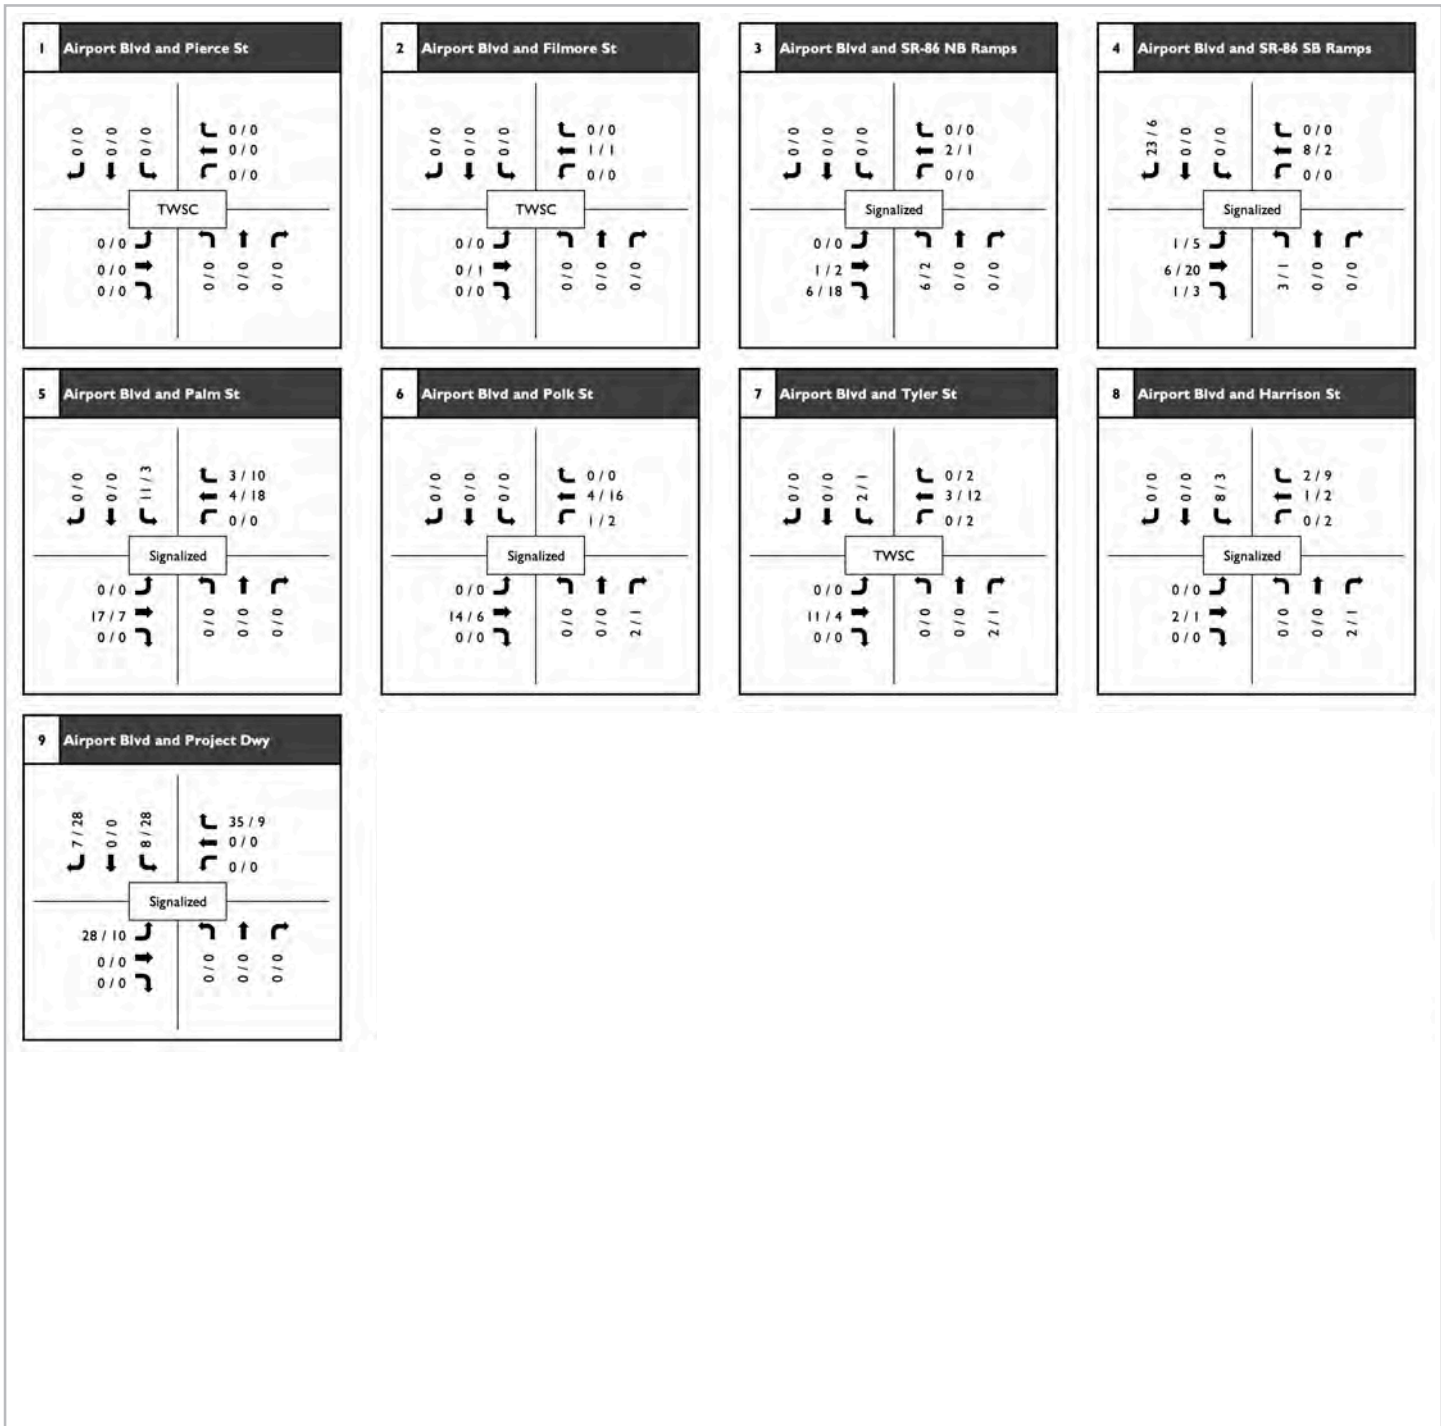 1 Airport Blvd and Pierce St
0 / 0 0 / 0 0 / 0
0 / 0
0 / 0
0 / 0
TWSC
0 / 0
0 / 0
0 / 0
0 / 0 0 / 0 0 / 0
2 Airport Blvd and Filmore St
0 / 0 0 / 0 0 / 0
0 / 0
1 / 1
0 / 0
TWSC
0 / 0
0 / 1
0 / 0
0 / 0 0 / 0 0 / 0
3 Airport Blvd and SR-86 NB Ramps
0 / 0 0 / 0 0 / 0
0 / 0
2 / 1
0 / 0
Signalized
0 / 0
1 / 2
6 / 18
6 / 2 0 / 0 0 / 0
4 Airport Blvd and SR-86 SB Ramps
23 / 6 0 / 0 0 / 0
0 / 0
8 / 2
0 / 0
Signalized
1 / 5
6 / 20
1 / 3
3 / 1 0 / 0 0 / 0
5 Airport Blvd and Palm St
0 / 0 0 / 0 11 / 3
3 / 10
4 / 18
0 / 0
Signalized
0 / 0
17 / 7
0 / 0
0 / 0 0 / 0 0 / 0
6 Airport Blvd and Polk St
0 / 0 0 / 0 0 / 0
0 / 0
4 / 16
1 / 2
Signalized
0 / 0
14 / 6
0 / 0
0 / 0 0 / 0 2 / 1
7 Airport Blvd and Tyler St
0 / 0 0 / 0 2 / 1
0 / 2
3 / 12
0 / 2
TWSC
0 / 0
11 / 4
0 / 0
0 / 0 0 / 0 2 / 1
8 Airport Blvd and Harrison St
0 / 0 0 / 0 8 / 3
2 / 9
1 / 2
0 / 2
Signalized
0 / 0
2 / 1
0 / 0
0 / 0 0 / 0 2 / 1
9 Airport Blvd and Project Dwy
7 / 28 0 / 0 8 / 28
35 / 9
0 / 0
0 / 0
Signalized
28 / 10
0 / 0
0 / 0
0 / 0 0 / 0 0 / 0